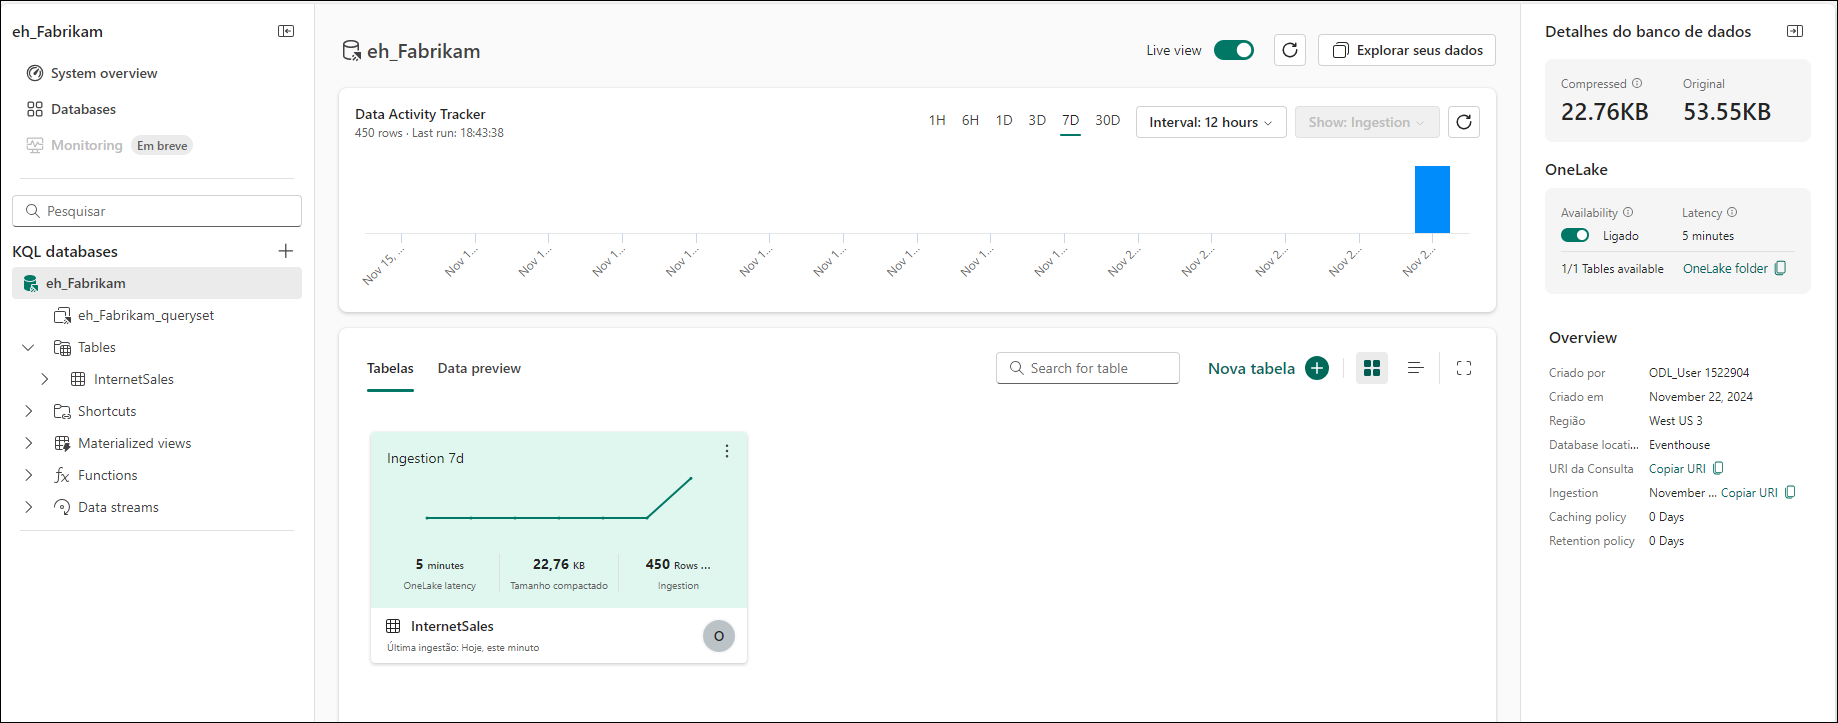 eh_Fabrikam
System overview
Databases
Monitoring Em breve
Pesquisar
KQL databases
eh_Fabrikam
eh_Fabrikam_queryset
Tables
InternetSales
Shortcuts
Materialized views
Functions
Data streams
eh_Fabrikam
Live view
Explorar seus dados
Data Activity Tracker
450 rows · Last run: 18:43:38
1H 6H 1D 3D 7D 30D
Interval: 12 hours
Show: Ingestion
Nov 15, ...
Nov 1...
Nov 1...
Nov 1...
Nov 1...
Nov 1...
Nov 1...
Nov 1...
Nov 1...
Nov 1...
Nov 2...
Nov 2...
Nov 2...
Nov 2...
Nov 2...
Tabelas Data preview
Search for table
Nova tabela
Ingestion 7d
5 minutes 22,76 KB 450 Rows ...
OneLake latency Tamanho compactado Ingestion
InternetSales
Última ingestão: Hoje, este minuto
O
Detalhes do banco de dados
Compressed Original
22.76KB 53.55KB
OneLake
Availability Latency
Ligado 5 minutes
1/1 Tables available OneLake folder
Overview
Criado por ODL_User 1522904
Criado em November 22, 2024
Região West US 3
Database locati... Eventhouse
URI da Consulta Copiar URI
Ingestion November ... Copiar URI
Caching policy 0 Days
Retention policy 0 Days